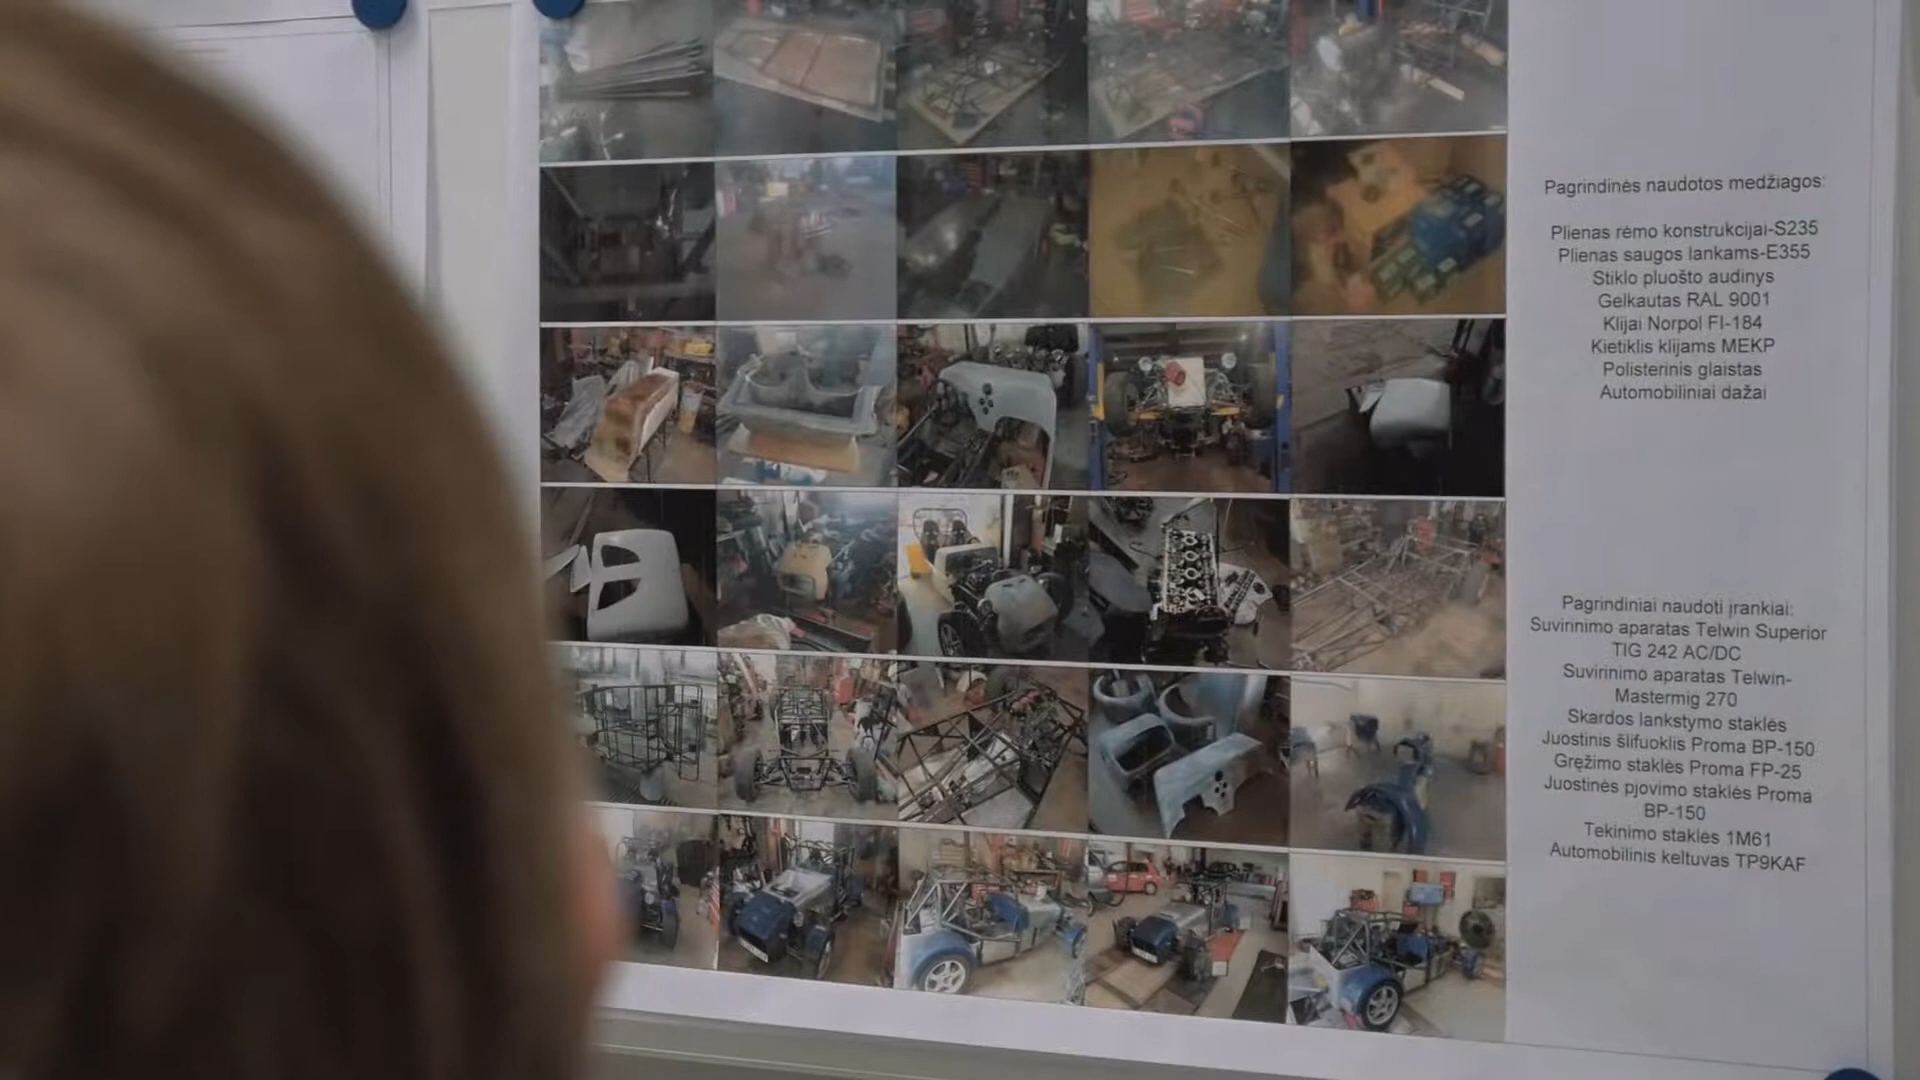 Pagrindinės naudotos medžiagos:
Plienas rėmo konstrukcijai-S235
Plienas saugos lankams-E355
Stiklo pluošto audinys
Gelkautas RAL 9001
Klijai Norpol FI-184
Kietiklis klijams MEKP
Polisterinis glaistas
Automobiliniai dažai
Pagrindiniai naudoti įrankiai:
Suvirinimo aparatas Telwin Superior
TIG 242 AC/DC
Suvirinimo aparatas Telwin-
Mastermig 270
Skardos lankstymo staklės
Juostinis šlifuoklis Proma BP-150
Gręžimo staklės Proma FP-25
Juostinės pjovimo staklės Proma
BP-150
Tekinimo staklės 1M61
Automobilinis keltuvas TP9KAF